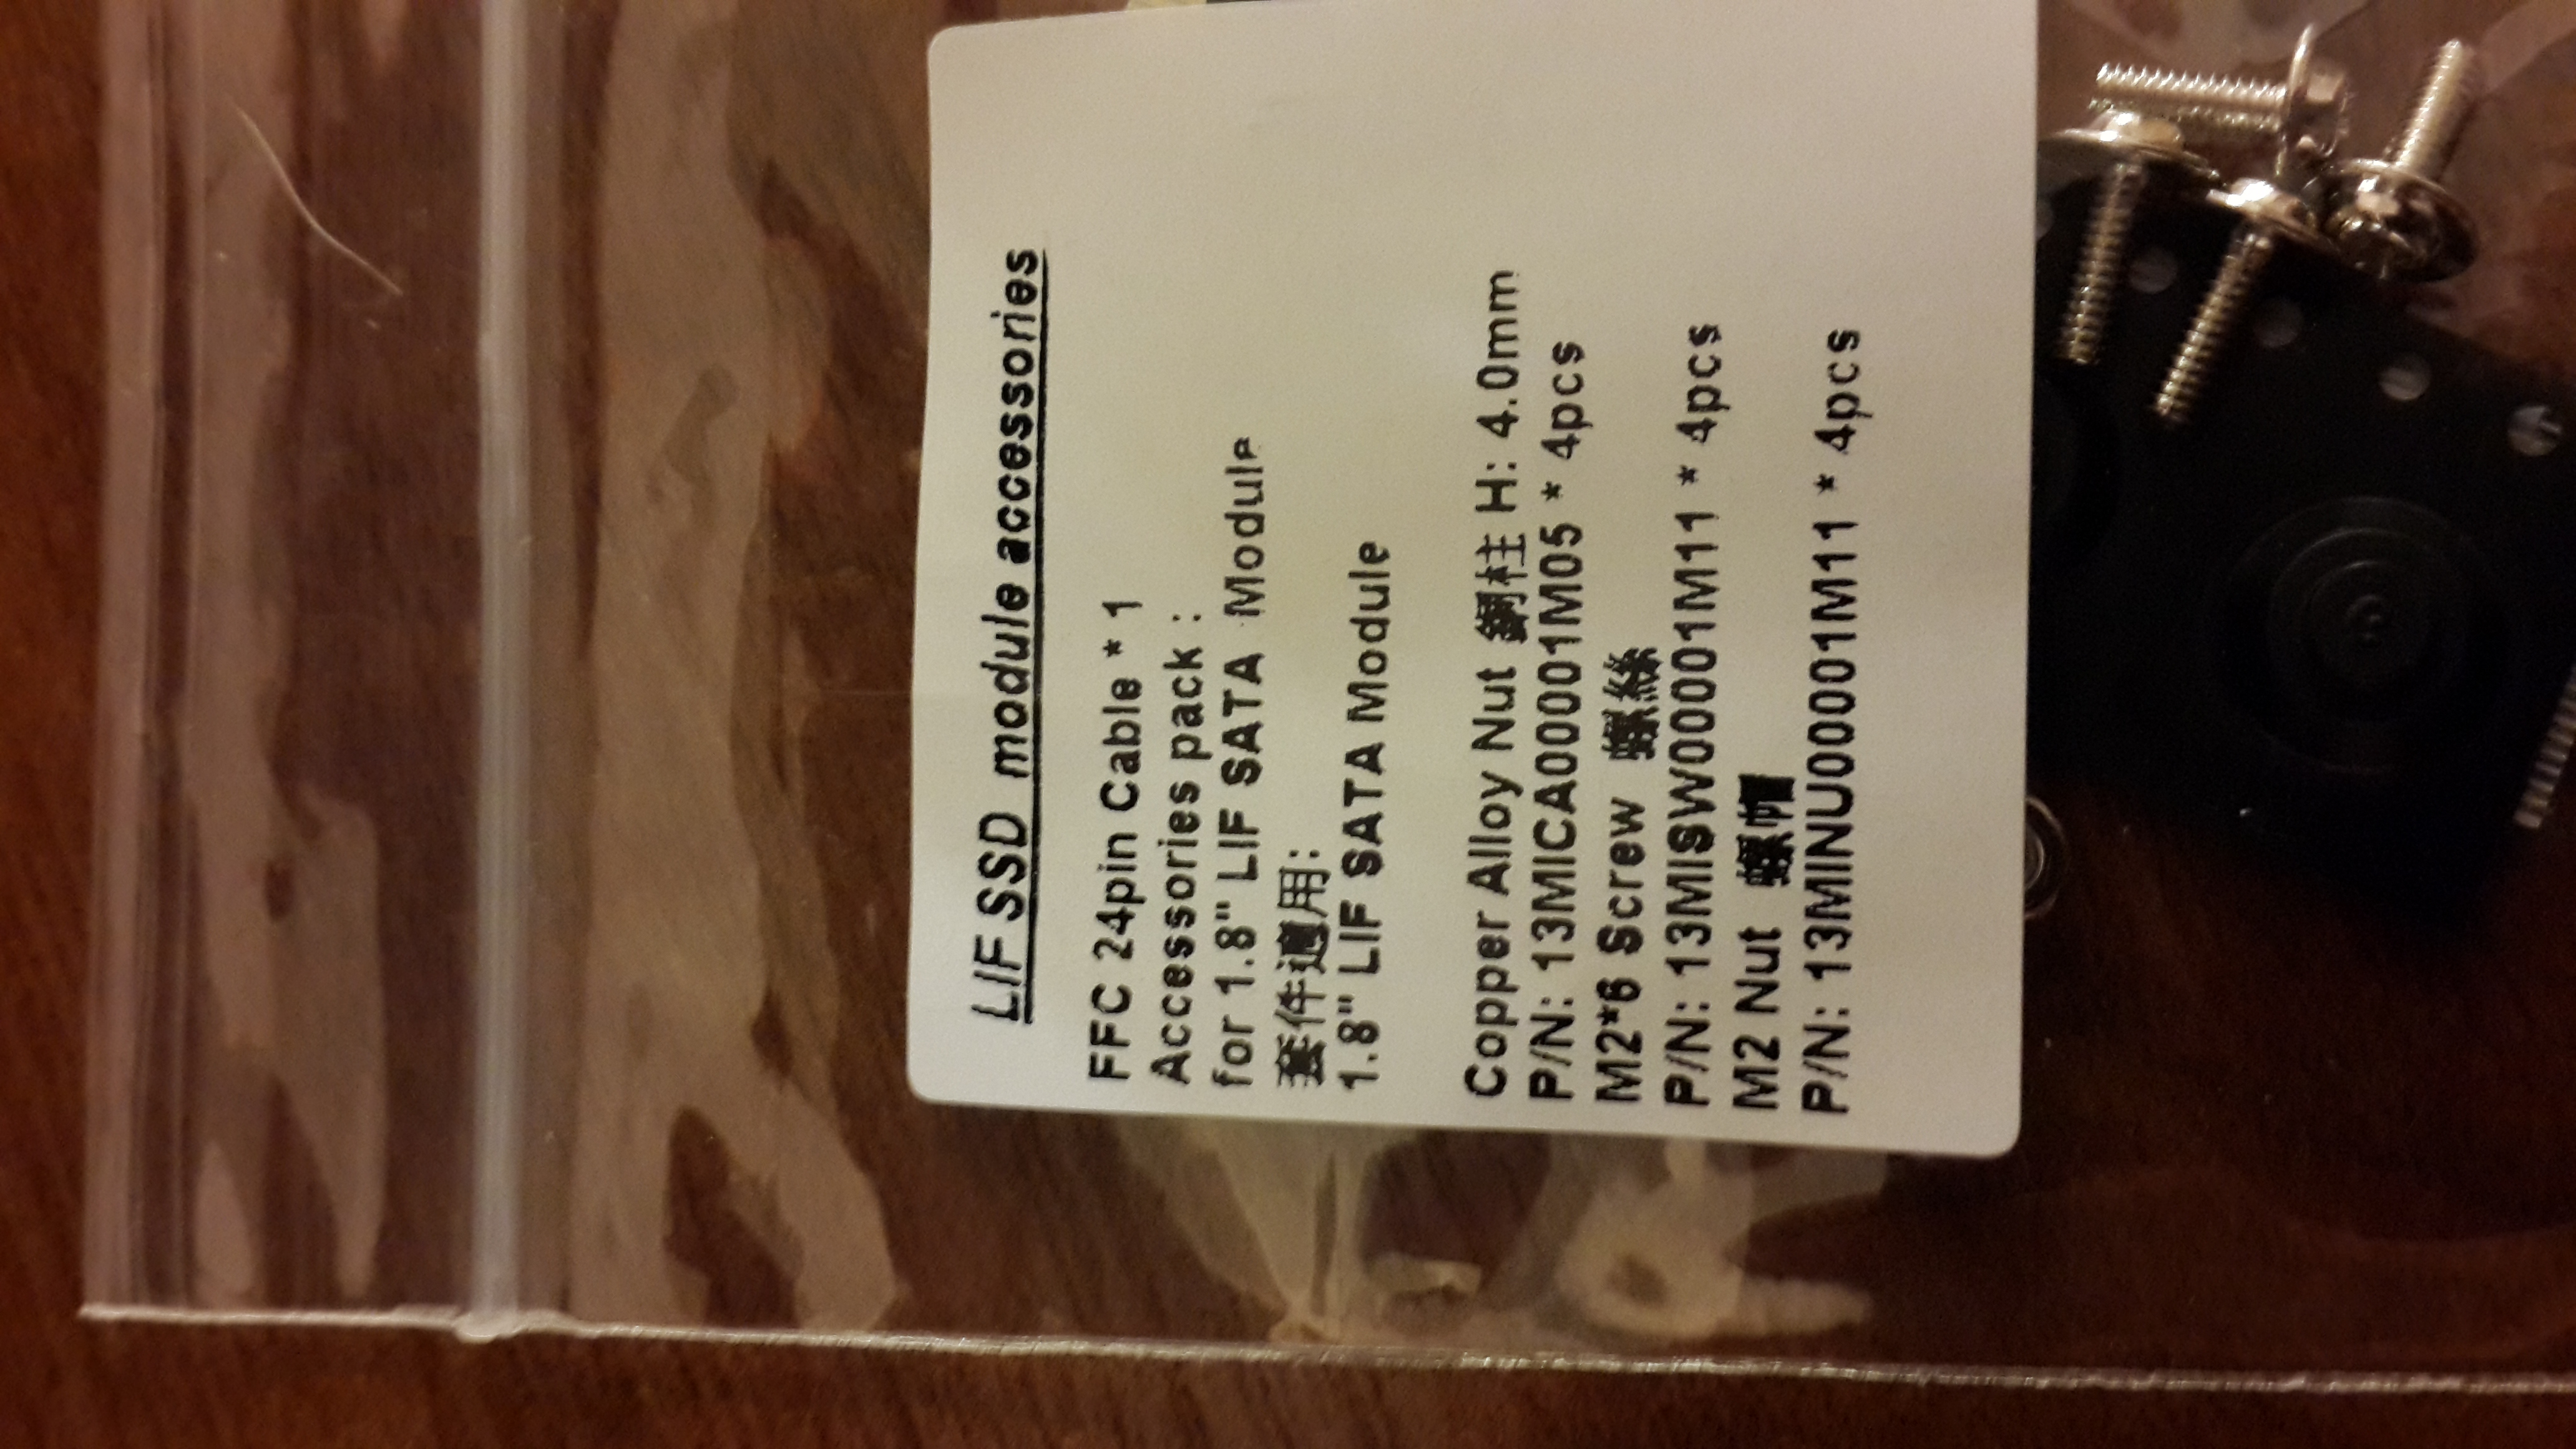 LIF SSD module accessories
FFC 24pin Cable * 1
Accessories pack :
for 1.8" LIF SATA Module
套件適用:
1.8" LIF SATA Module
Copper Alloy Nut 銅柱 H: 4.0mm
P/N: 13MICA00001M05 * 4pcs
M2*6 Screw 螺絲
P/N: 13MISW00001M11 * 4pcs
M2 Nut 螺帽
P/N: 13MINU00001M11 * 4pcs